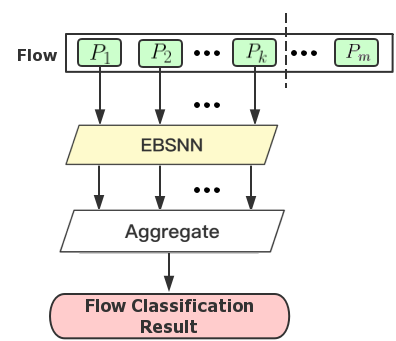 Flow P1 P2 ••• Pk ••• Pm
•••
EBSNN
•••
Aggregate
Flow Classification
Result